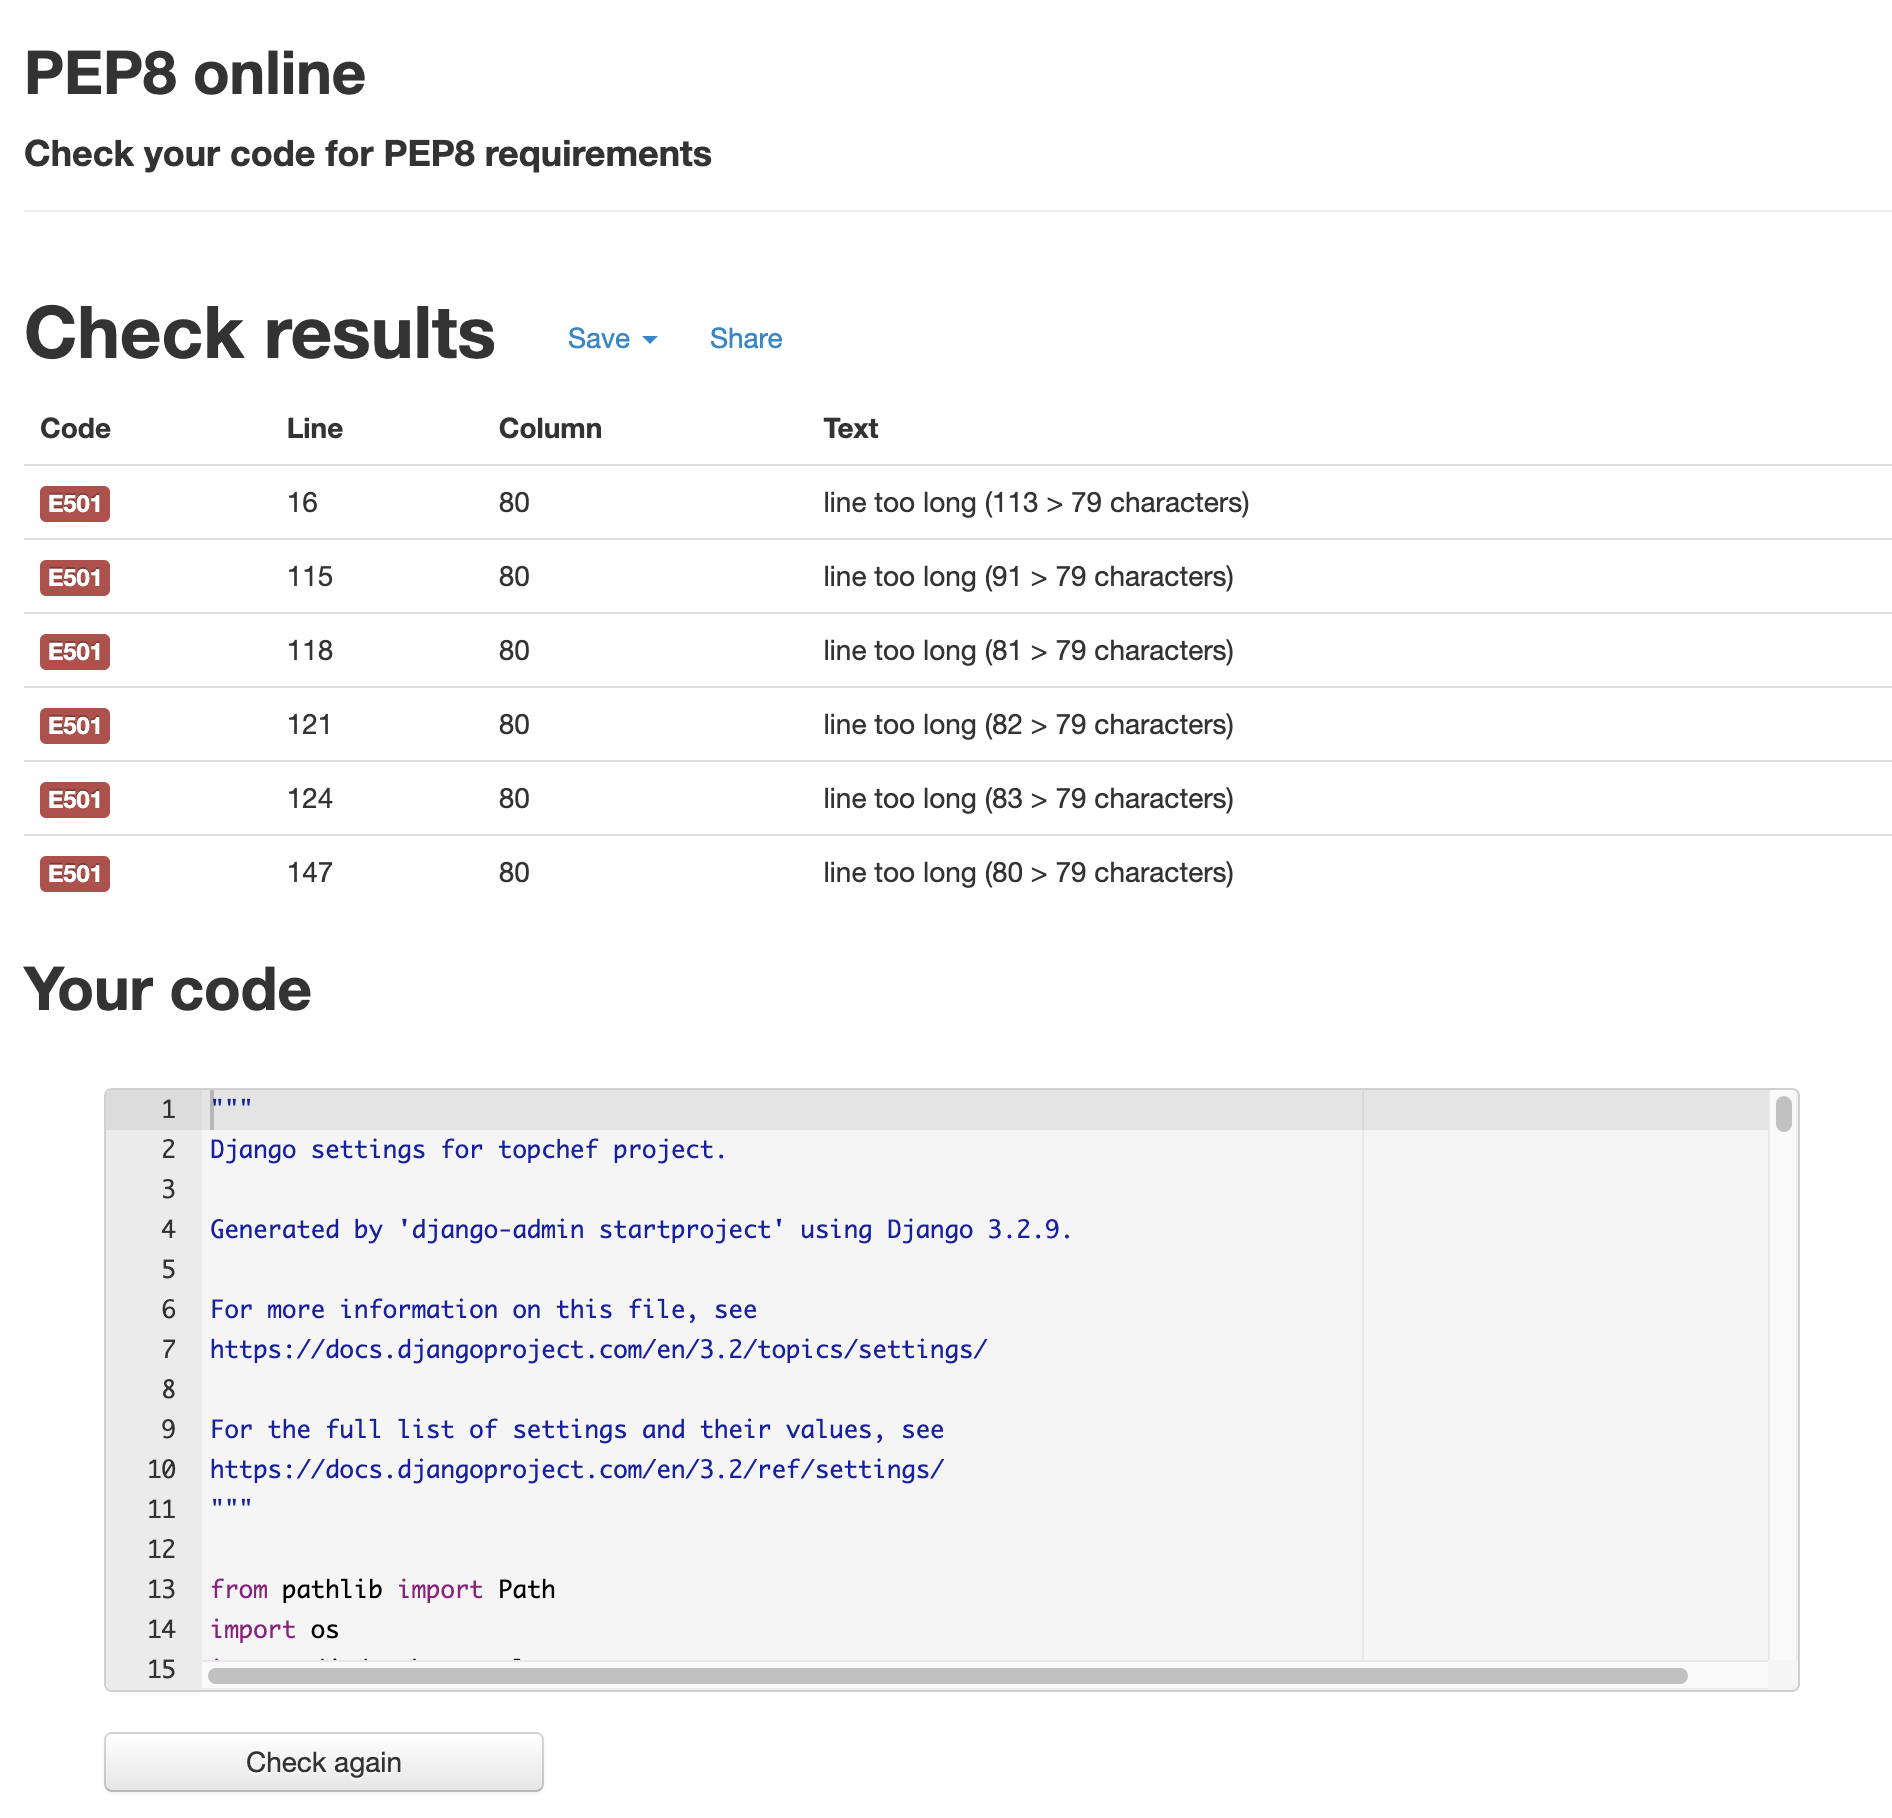 PEP8 online
Check your code for PEP8 requirements
Check results Save Share
Code Line Column Text
E501 16 80 line too long (113 > 79 characters)
E501 115 80 line too long (91 > 79 characters)
E501 118 80 line too long (81 > 79 characters)
E501 121 80 line too long (82 > 79 characters)
E501 124 80 line too long (83 > 79 characters)
E501 147 80 line too long (80 > 79 characters)
Your code
1 """
2 Django settings for topchef project.
3
4 Generated by 'django-admin startproject' using Django 3.2.9.
5
6 For more information on this file, see
7 https://docs.djangoproject.com/en/3.2/topics/settings/
8
9 For the full list of settings and their values, see
10 https://docs.djangoproject.com/en/3.2/ref/settings/
11 """
12
13 from pathlib import Path
14 import os
15
Check again